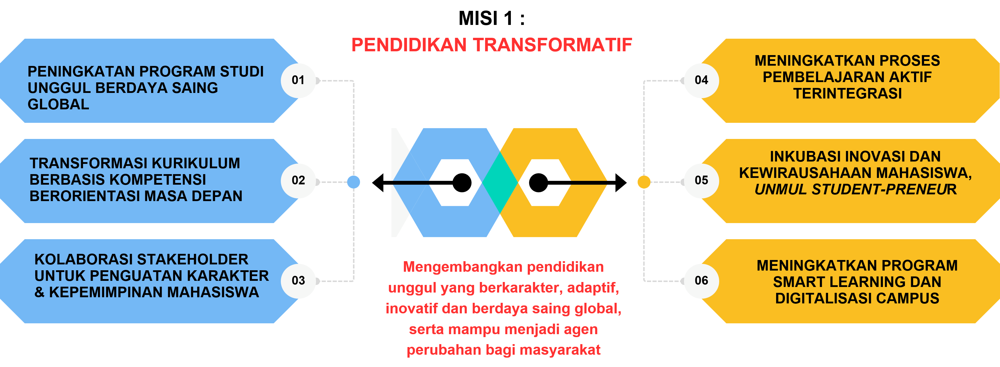 MISI 1 :
PENDIDIKAN TRANSFORMATIF
PENINGKATAN PROGRAM STUDI
UNGGUL BERDAYA SAING
GLOBAL
01
TRANSFORMASI KURIKULUM
BERBASIS KOMPETENSI
BERORIENTASI MASA DEPAN
02
KOLABORASI STAKEHOLDER
UNTUK PENGUATAN KARAKTER
& KEPEMIMPINAN MAHASISWA
03
04
MENINGKATKAN PROSES
PEMBELAJARAN AKTIF
TERINTEGRASI
05
INKUBASI INOVASI DAN
KEWIRAUSAHAAN MAHASISWA,
UNMUL STUDENT-PRENEUR
06
MENINGKATKAN PROGRAM
SMART LEARNING DAN
DIGITALISASI CAMPUS
Mengembangkan pendidikan
unggul yang berkarakter, adaptif,
inovatif dan berdaya saing global,
serta mampu menjadi agen
perubahan bagi masyarakat